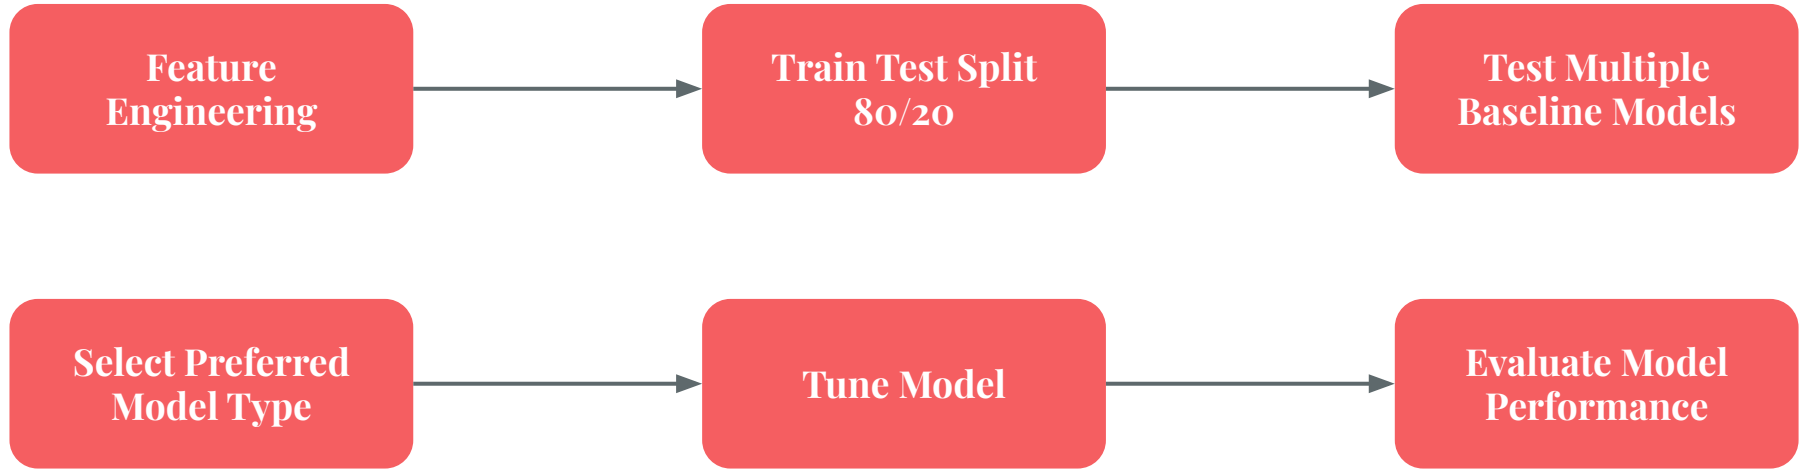 Feature
Engineering
Train Test Split
80/20
Test Multiple
Baseline Models
Select Preferred
Model Type
Tune Model
Evaluate Model
Performance